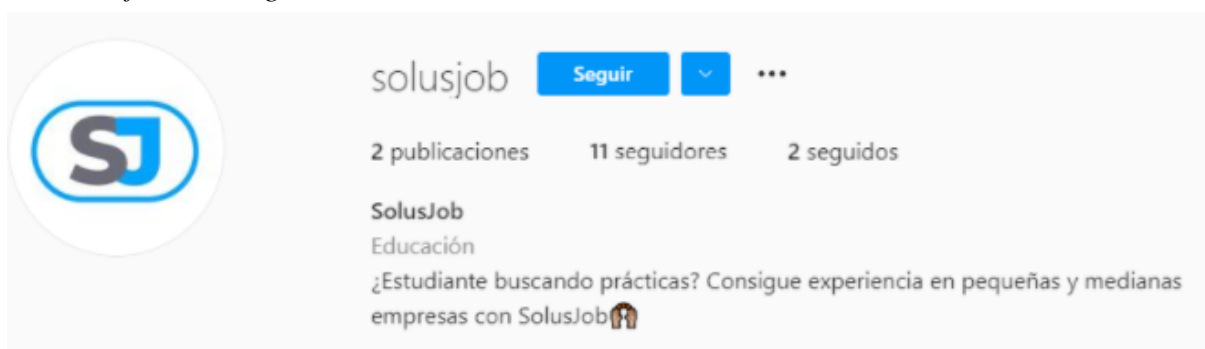 SJ
solusjob Seguir
2 publicaciones 11 seguidores 2 seguidos
SolusJob
Educación
¿Estudiante buscando prácticas? Consigue experiencia en pequeñas y medianas
empresas con SolusJob